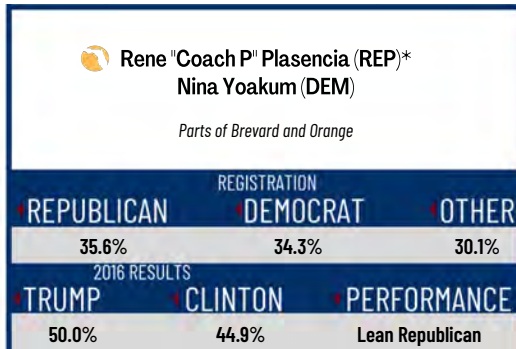 Rene "Coach P" Plasencia (REP)*
Nina Yoakum (DEM)
Parts of Brevard and Orange
REGISTRATION
REPUBLICAN DEMOCRAT OTHER
35.6% 34.3% 30.1%
2016 RESULTS
TRUMP CLINTON PERFORMANCE
50.0% 44.9% Lean Republican